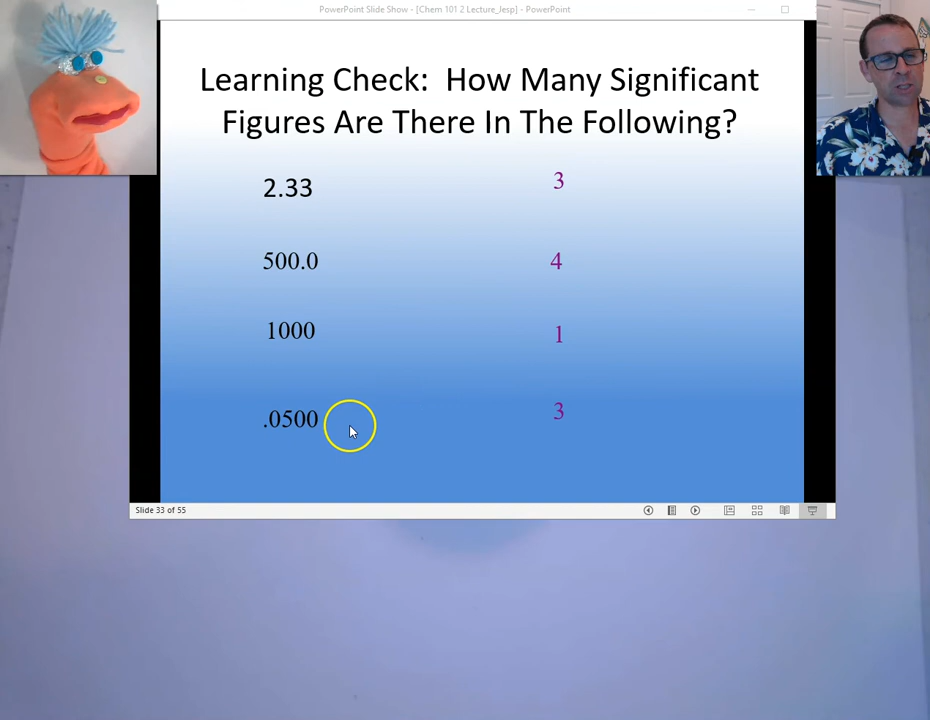 PowerPoint Slide Show - [Chem 101 2 Lecture_Jesp] - PowerPoint
Learning Check: How Many Significant
Figures Are There In The Following?
2.33 3
500.0 4
1000 1
.0500 3
Slide 33 of 55